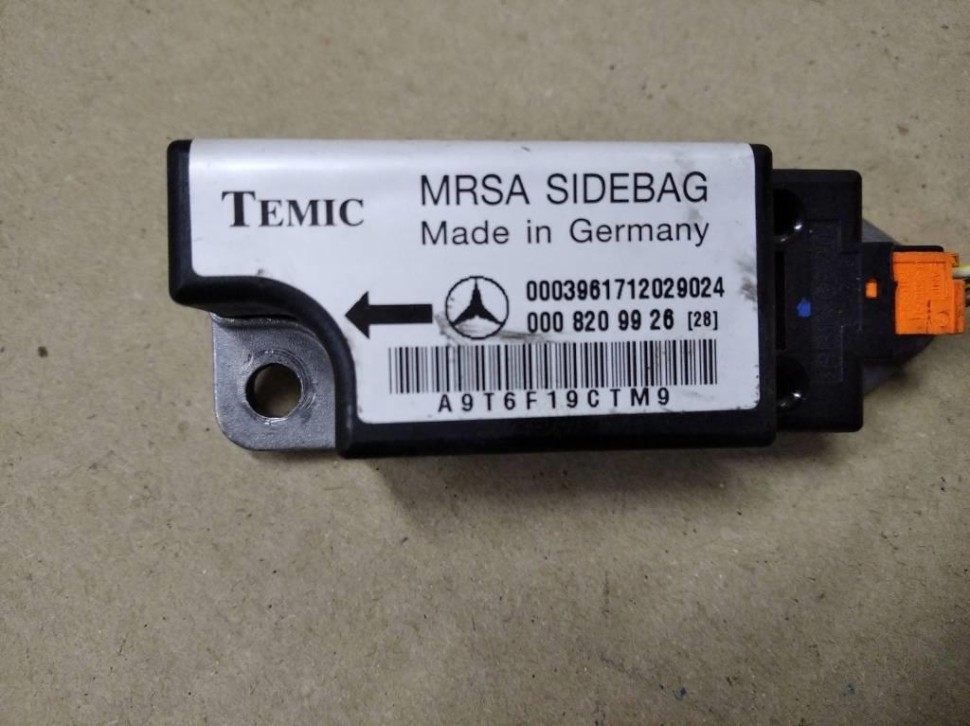 TEMIC
MRSA SIDEBAG
Made in Germany
0003961712029024
000 820 99 26 [28]
A9T6F19CTM9